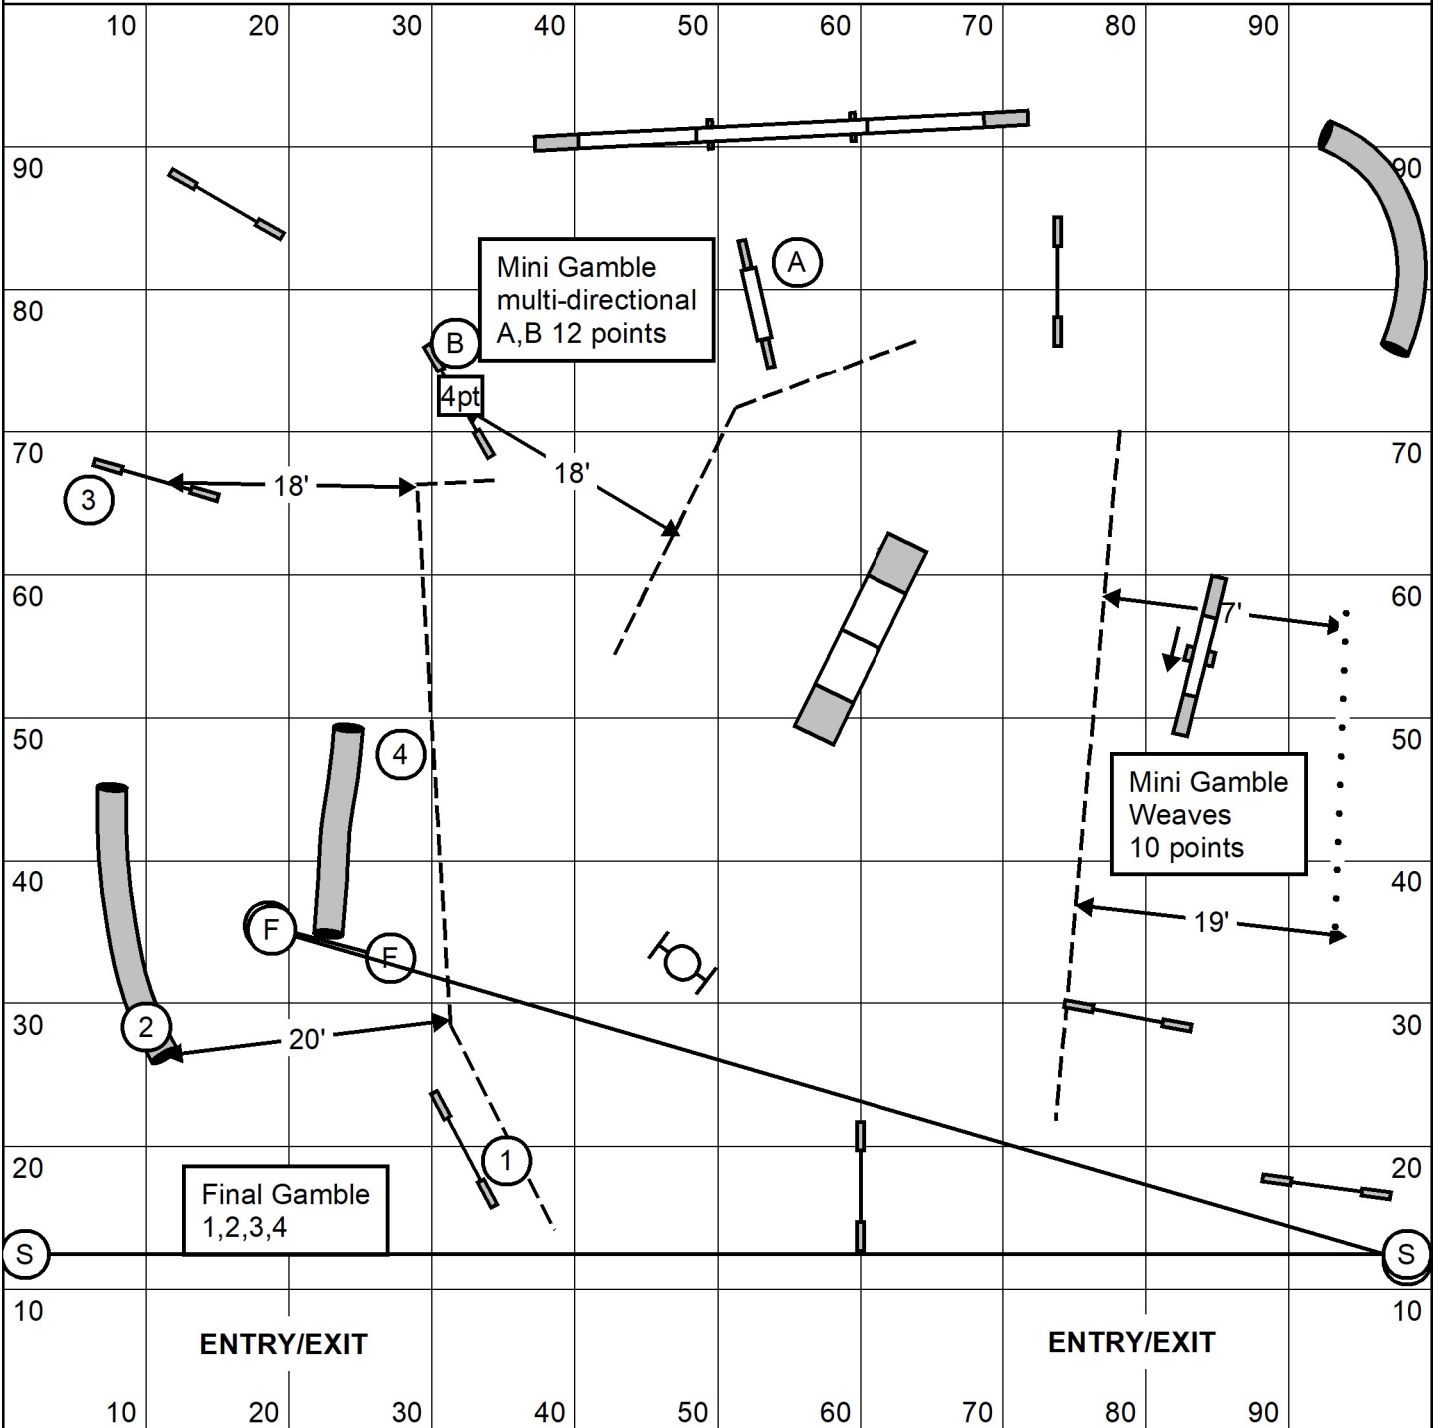 10 20 30 40 50 60 70 80 90
90 90
Mini Gamble
multi-directional
A,B 12 points
A
80
B
4pt
70 70
18'
18'
3
60 60
7'
50 50
4
Mini Gamble
Weaves
10 points
40 40
19'
F
F
30 30
2
20'
20 20
1
Final Gamble
1,2,3,4
S S
10 10
ENTRY/EXIT ENTRY/EXIT
10 20 30 40 50 60 70 80 90